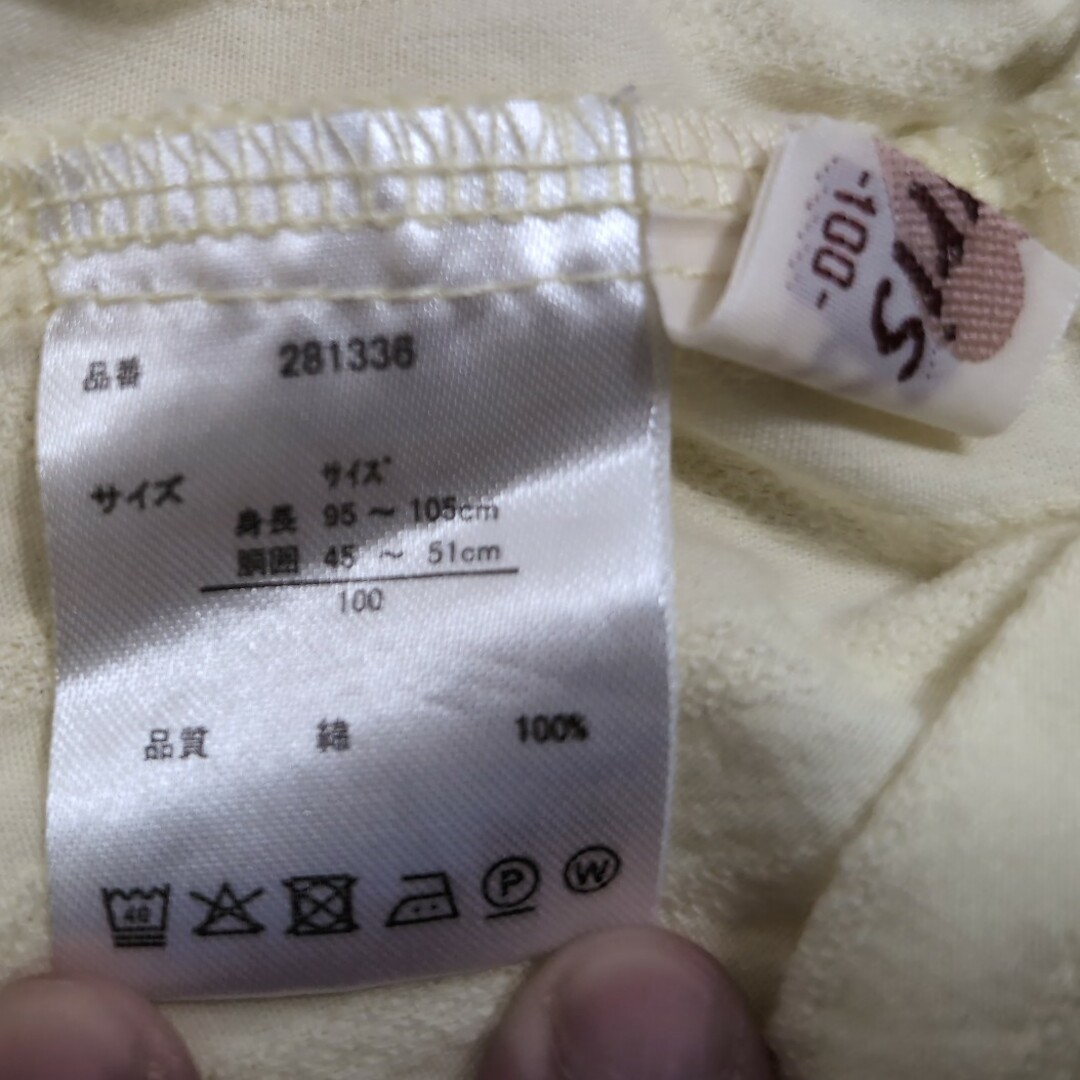 品番 281336
サイズ サイズ
身長 95 ～ 105cm
胴囲 45 ～ 51cm
100
品質 綿 100%
40
P
W
-100-